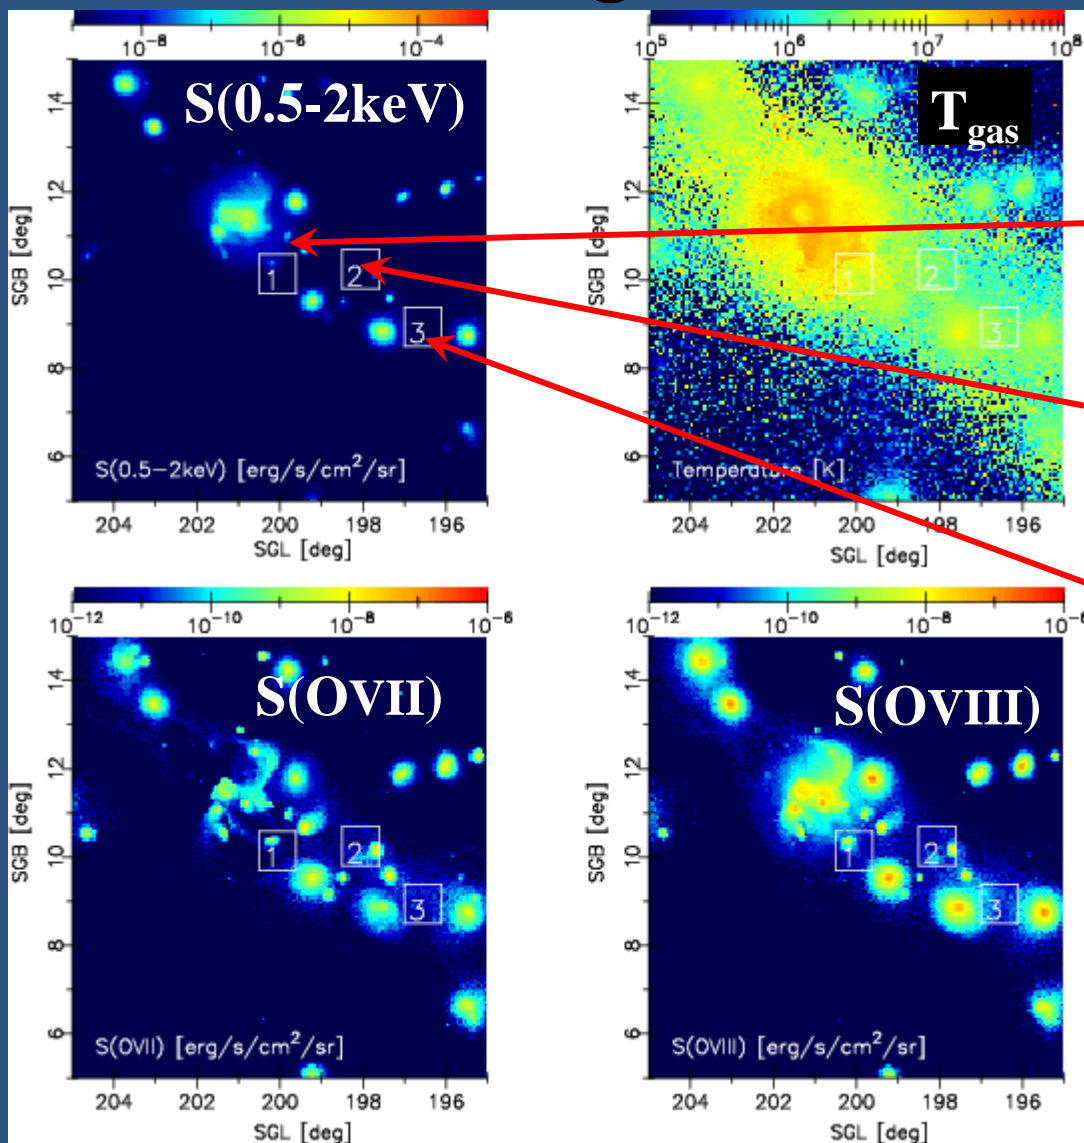 10⁻⁸ 10⁻⁶ 10⁻⁴
S(0.5-2keV)
14
12
10
8
6
SGB [deg]
1
2
3
S(0.5−2keV) [erg/s/cm²/sr]
204 202 200 198 196
SGL [deg]
10⁵ 10⁶ 10⁷ 10⁸
T_gas
14
12
10
8
6
SGB [deg]
1
2
3
Temperature [K]
204 202 200 198 196
SGL [deg]
10⁻¹² 10⁻¹⁰ 10⁻⁸ 10⁻⁶
S(OVII)
14
12
10
8
6
SGB [deg]
1
2
3
S(OVII) [erg/s/cm²/sr]
204 202 200 198 196
SGL [deg]
10⁻¹² 10⁻¹⁰ 10⁻⁸ 10⁻⁶
S(OVIII)
14
12
10
8
6
SGB [deg]
1
2
3
S(OVIII) [erg/s/cm²/sr]
204 202 200 198 196
SGL [deg]